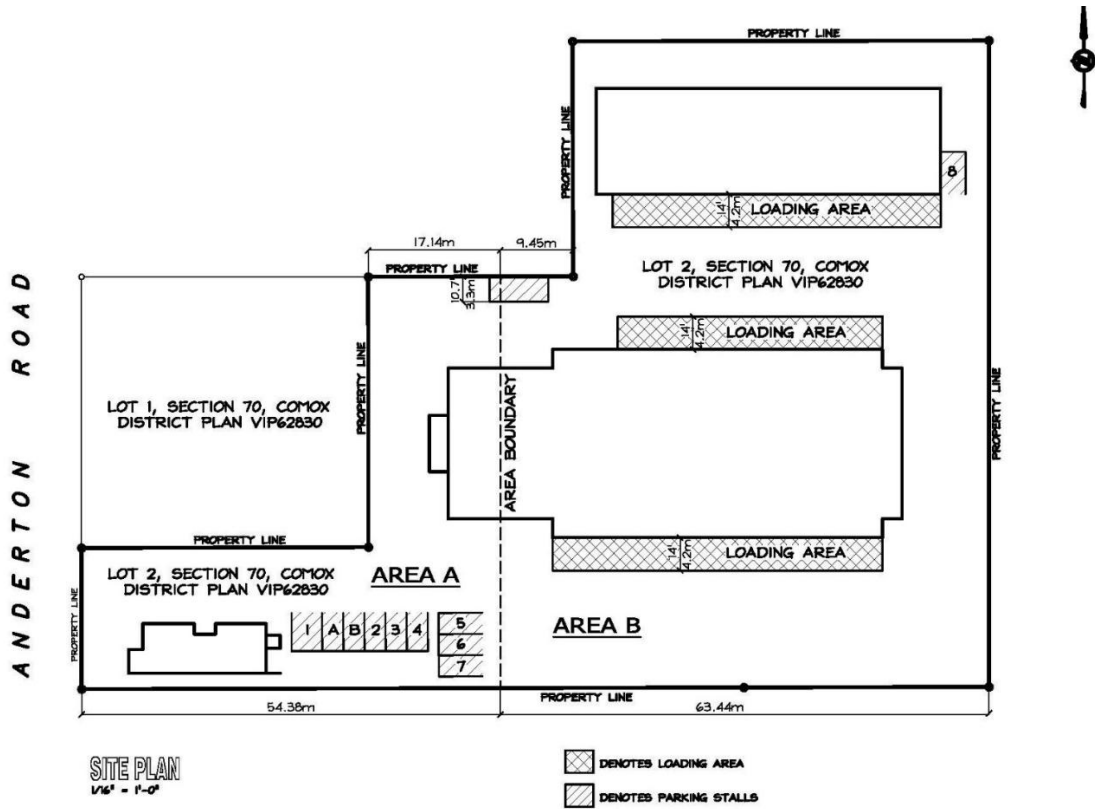 N
PROPERTY LINE
PROPERTY LINE
8
14'
4.2m
LOADING AREA
17.14m
9.45m
PROPERTY LINE
10.7'
3.3m
LOT 2, SECTION 70, COMOX
DISTRICT PLAN VIP62830
14'
4.2m
LOADING AREA
ANDERTON ROAD
LOT 1, SECTION 70, COMOX
DISTRICT PLAN VIP62830
PROPERTY LINE
AREA BOUNDARY
PROPERTY LINE
PROPERTY LINE
14'
4.2m
LOADING AREA
LOT 2, SECTION 70, COMOX
DISTRICT PLAN VIP62830
AREA A
PROPERTY LINE
1 A B 2 3 4
5
6
7
AREA B
PROPERTY LINE
54.38m
63.44m
SITE PLAN
1/16" = 1'-0"
DENOTES LOADING AREA
DENOTES PARKING STALLS